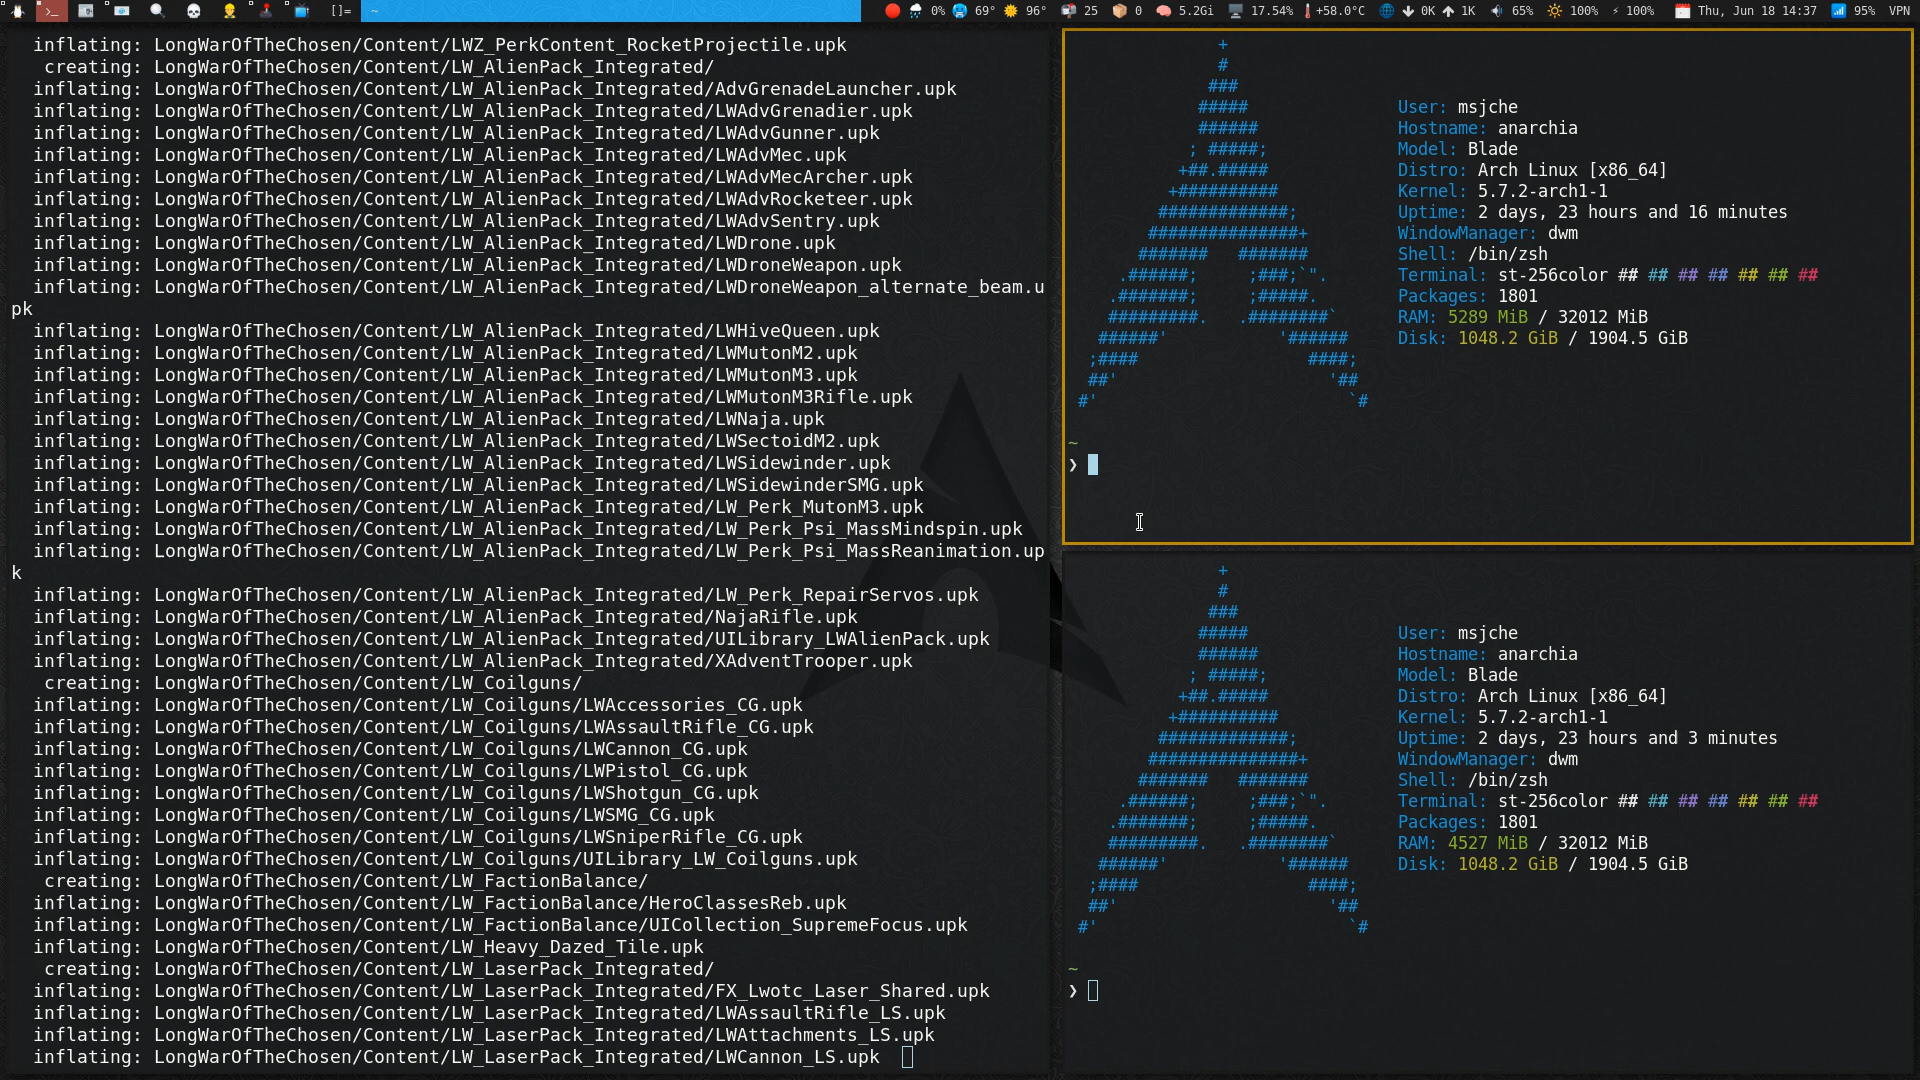 []= ~ 0% 69° 96° 25 0 5.2Gi 17.54% +58.0°C 0K 1K 65% 100% 100% Thu, Jun 18 14:37 95% VPN
inflating: LongWarOfTheChosen/Content/LWZ_PerkContent_RocketProjectile.upk
creating: LongWarOfTheChosen/Content/LW_AlienPack_Integrated/
inflating: LongWarOfTheChosen/Content/LW_AlienPack_Integrated/AdvGrenadeLauncher.upk
inflating: LongWarOfTheChosen/Content/LW_AlienPack_Integrated/LWAdvGrenadier.upk
inflating: LongWarOfTheChosen/Content/LW_AlienPack_Integrated/LWAdvGunner.upk
inflating: LongWarOfTheChosen/Content/LW_AlienPack_Integrated/LWAdvMec.upk
inflating: LongWarOfTheChosen/Content/LW_AlienPack_Integrated/LWAdvMecArcher.upk
inflating: LongWarOfTheChosen/Content/LW_AlienPack_Integrated/LWAdvRocketeer.upk
inflating: LongWarOfTheChosen/Content/LW_AlienPack_Integrated/LWAdvSentry.upk
inflating: LongWarOfTheChosen/Content/LW_AlienPack_Integrated/LWDrone.upk
inflating: LongWarOfTheChosen/Content/LW_AlienPack_Integrated/LWDroneWeapon.upk
inflating: LongWarOfTheChosen/Content/LW_AlienPack_Integrated/LWDroneWeapon_alternate_beam.u
pk
inflating: LongWarOfTheChosen/Content/LW_AlienPack_Integrated/LWHiveQueen.upk
inflating: LongWarOfTheChosen/Content/LW_AlienPack_Integrated/LWMutonM2.upk
inflating: LongWarOfTheChosen/Content/LW_AlienPack_Integrated/LWMutonM3.upk
inflating: LongWarOfTheChosen/Content/LW_AlienPack_Integrated/LWMutonM3Rifle.upk
inflating: LongWarOfTheChosen/Content/LW_AlienPack_Integrated/LWNaja.upk
inflating: LongWarOfTheChosen/Content/LW_AlienPack_Integrated/LWSectoidM2.upk
inflating: LongWarOfTheChosen/Content/LW_AlienPack_Integrated/LWSidewinder.upk
inflating: LongWarOfTheChosen/Content/LW_AlienPack_Integrated/LWSidewinderSMG.upk
inflating: LongWarOfTheChosen/Content/LW_AlienPack_Integrated/LW_Perk_MutonM3.upk
inflating: LongWarOfTheChosen/Content/LW_AlienPack_Integrated/LW_Perk_Psi_MassMindspin.upk
inflating: LongWarOfTheChosen/Content/LW_AlienPack_Integrated/LW_Perk_Psi_MassReanimation.up
k
inflating: LongWarOfTheChosen/Content/LW_AlienPack_Integrated/LW_Perk_RepairServos.upk
inflating: LongWarOfTheChosen/Content/LW_AlienPack_Integrated/NajaRifle.upk
inflating: LongWarOfTheChosen/Content/LW_AlienPack_Integrated/UILibrary_LWAlienPack.upk
inflating: LongWarOfTheChosen/Content/LW_AlienPack_Integrated/XAdventTrooper.upk
creating: LongWarOfTheChosen/Content/LW_Coilguns/
inflating: LongWarOfTheChosen/Content/LW_Coilguns/LWAccessories_CG.upk
inflating: LongWarOfTheChosen/Content/LW_Coilguns/LWAssaultRifle_CG.upk
inflating: LongWarOfTheChosen/Content/LW_Coilguns/LWCannon_CG.upk
inflating: LongWarOfTheChosen/Content/LW_Coilguns/LWPistol_CG.upk
inflating: LongWarOfTheChosen/Content/LW_Coilguns/LWShotgun_CG.upk
inflating: LongWarOfTheChosen/Content/LW_Coilguns/LWSMG_CG.upk
inflating: LongWarOfTheChosen/Content/LW_Coilguns/LWSniperRifle_CG.upk
inflating: LongWarOfTheChosen/Content/LW_Coilguns/UILibrary_LW_Coilguns.upk
creating: LongWarOfTheChosen/Content/LW_FactionBalance/
inflating: LongWarOfTheChosen/Content/LW_FactionBalance/HeroClassesReb.upk
inflating: LongWarOfTheChosen/Content/LW_FactionBalance/UICollection_SupremeFocus.upk
inflating: LongWarOfTheChosen/Content/LW_Heavy_Dazed_Tile.upk
creating: LongWarOfTheChosen/Content/LW_LaserPack_Integrated/
inflating: LongWarOfTheChosen/Content/LW_LaserPack_Integrated/FX_Lwotc_Laser_Shared.upk
inflating: LongWarOfTheChosen/Content/LW_LaserPack_Integrated/LWAssaultRifle_LS.upk
inflating: LongWarOfTheChosen/Content/LW_LaserPack_Integrated/LWAttachments_LS.upk
inflating: LongWarOfTheChosen/Content/LW_LaserPack_Integrated/LWCannon_LS.upk
+
#
###
#####
######
; #####;
+##.#####
+##########
#############;
###############+
####### #######
.######; ;###;`".
.#######; ;#####.
#########. .########`
######' '######
;#### ####;
##' '##
#' `#
User: msjche
Hostname: anarchia
Model: Blade
Distro: Arch Linux [x86_64]
Kernel: 5.7.2-arch1-1
Uptime: 2 days, 23 hours and 16 minutes
WindowManager: dwm
Shell: /bin/zsh
Terminal: st-256color ## ## ## ## ## ## ##
Packages: 1801
RAM: 5289 MiB / 32012 MiB
Disk: 1048.2 GiB / 1904.5 GiB
~
❯
+
#
###
#####
######
; #####;
+##.#####
+##########
#############;
###############+
####### #######
.######; ;###;`".
.#######; ;#####.
#########. .########`
######' '######
;#### ####;
##' '##
#' `#
User: msjche
Hostname: anarchia
Model: Blade
Distro: Arch Linux [x86_64]
Kernel: 5.7.2-arch1-1
Uptime: 2 days, 23 hours and 3 minutes
WindowManager: dwm
Shell: /bin/zsh
Terminal: st-256color ## ## ## ## ## ## ##
Packages: 1801
RAM: 4527 MiB / 32012 MiB
Disk: 1048.2 GiB / 1904.5 GiB
~
❯